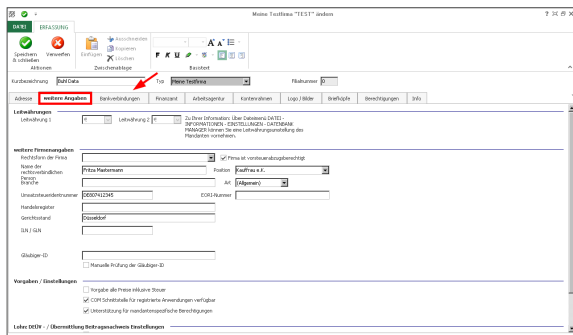 Meine Testfirma "TEST" ändern
DATEI ERFASSUNG
Speichern & schließen Verwerfen Einfügen Ausschneiden Kopieren Löschen F K U
Aktionen Zwischenablage Basistext
Kurzbezeichnung Buhl Data Typ Meine Testfirma Filialnummer 0
Adresse weitere Angaben Bankverbindungen Finanzamt Arbeitsagentur Kontenrahmen Logo / Bilder Briefköpfe Berechtigungen Info
Leitwährungen
Leitwährung 1 € Leitwährung 2 € Zu Ihrer Information: Über Dateimenü DATEI -
INFORMATIONEN - EINSTELLUNGEN - DATENBANK
MANAGER können Sie eine Leitwährungsumstellung des
Mandanten vornehmen.
weitere Firmenangaben
Rechtsform der Firma Firma ist vorsteuerabzugsberechtigt
Name der rechtsverbindlichen Person Fritza Mastermann Position Kauffrau e.K.
Branche Art (Allgemein)
Umsatzsteueridentnummer DE807412345 EORI-Nummer
Handelsregister
Gerichtsstand Düsseldorf
ILN / GLN
Gläubiger-ID
Manuelle Prüfung der Gläubiger-ID
Vorgaben / Einstellungen
Vorgabe alle Preise inklusive Steuer
COM Schnittstelle für registrierte Anwendungen verfügbar
Unterstützung für mandantenspezifische Berechtigungen
Lohn: DEÜV - / Übermittlung Beitragsnachweis Einstellungen